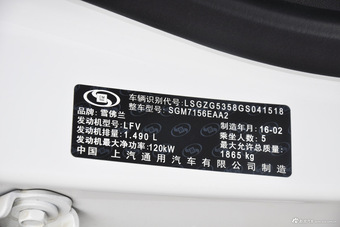 车辆识别代号:LSGZG5358GS041518
整车型号:SGM7156EAA2
品牌:雪佛兰
发动机型号:LFV 制造年月:16-02
发动机排量:1.490 L 乘坐人数:5
发动机最大净功率:120kW 最大允许总质量:1865 kg
中国 上汽通用汽车有限公司 制造